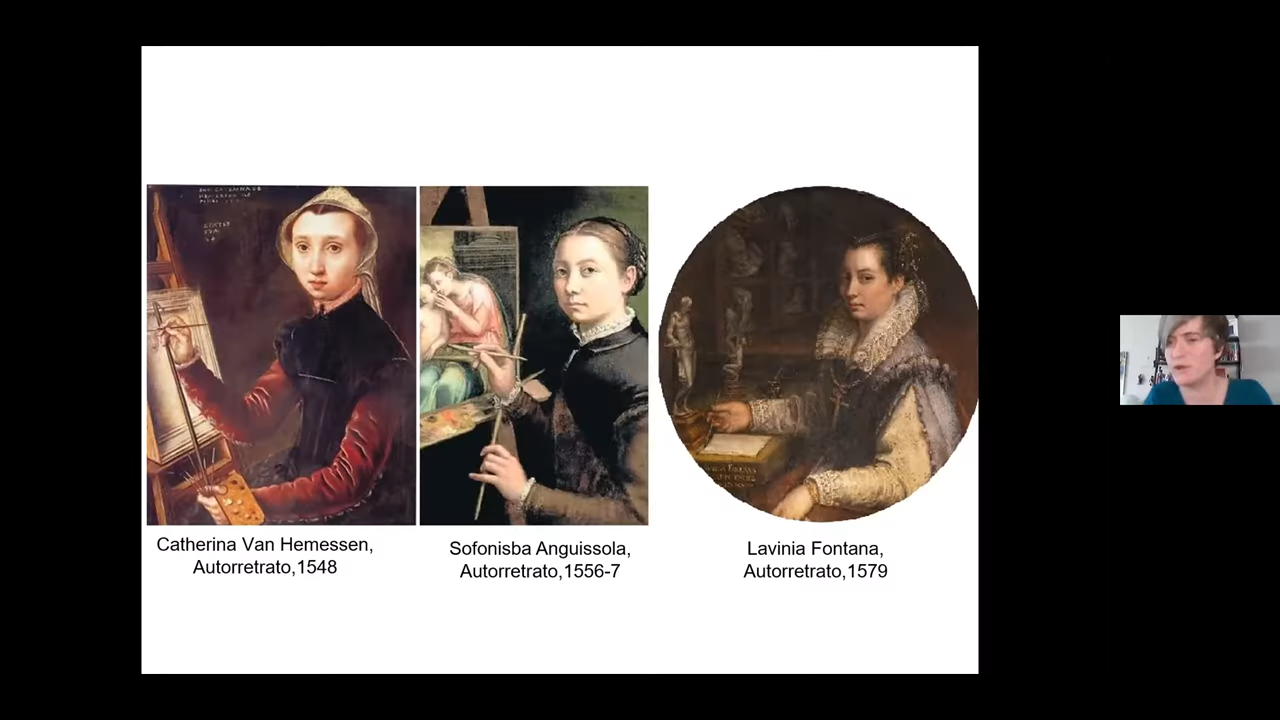 Catherina Van Hemessen,
Autorretrato,1548
Sofonisba Anguissola,
Autorretrato,1556-7
Lavinia Fontana,
Autorretrato,1579